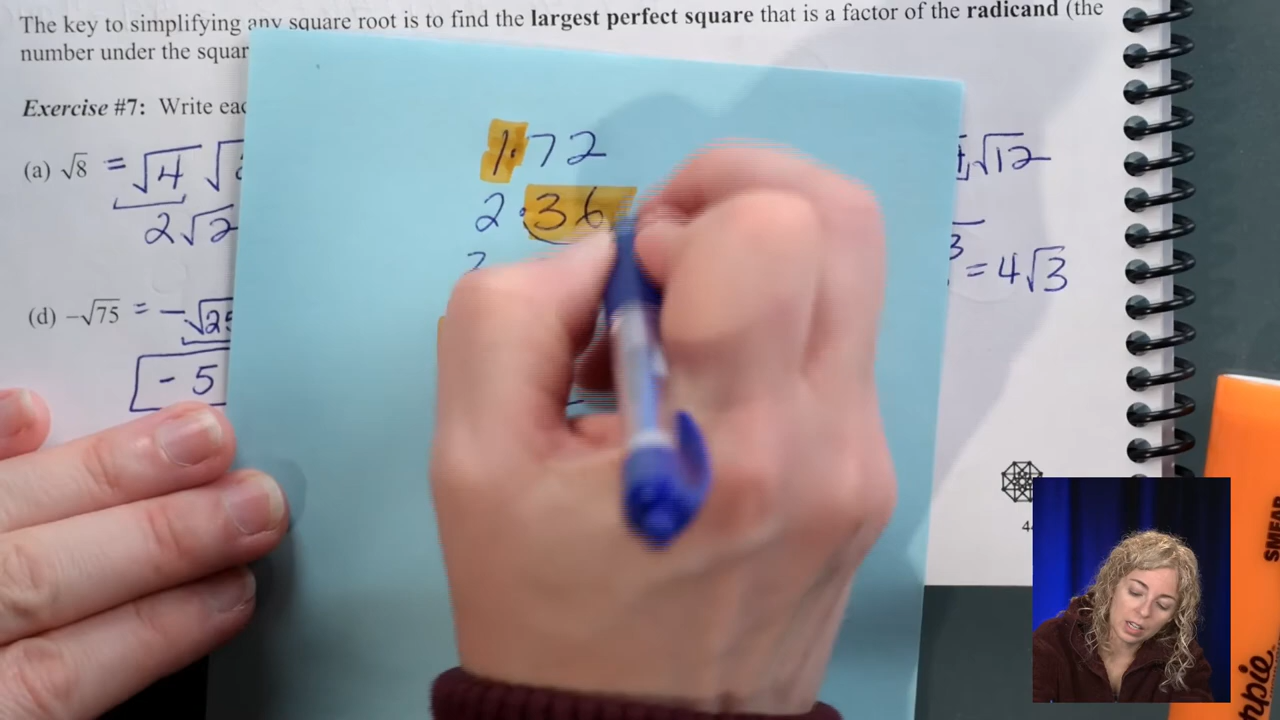 The key to simplifying any square root is to find the largest perfect square that is a factor of the radicand (the
number under the squar
Exercise #7: Write eac
(a) √8 = √4 √
2√2
(d) -√75 = -√25
- 5
1·72
2·36
√12
= 4√3
SMEAR